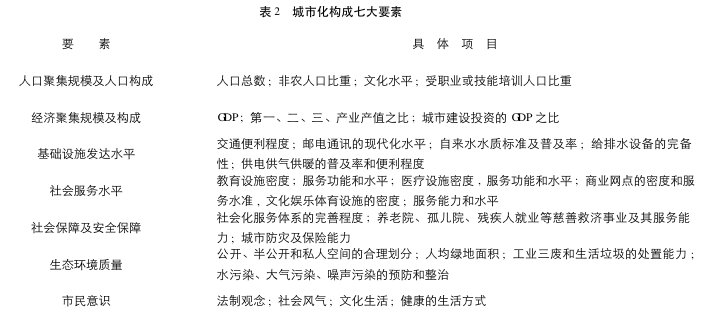 表 2 城市化构成七大要素
要 素 具 体 项 目
人口聚集规模及人口构成 人口总数; 非农人口比重; 文化水平; 受职业或技能培训人口比重
经济聚集规模及构成 GDP; 第一、二、三、产业产值之比; 城市建设投资的 GDP 之比
基础设施发达水平 交通便利程度; 邮电通讯的现代化水平; 自来水水质标准及普及率; 给排水设备的完备
性; 供电供气供暖的普及率和便利程度
社会服务水平 教育设施密度; 服务功能和水平; 医疗设施密度, 服务功能和水平; 商业网点的密度和服
务水准, 文化娱乐体育设施的密度; 服务能力和水平
社会保障及安全保障 社会化服务体系的完善程度; 养老院、孤儿院、残疾人就业等慈善救济事业及其服务能
力; 城市防灾及保险能力
生态环境质量 公开、半公开和私人空间的合理划分; 人均绿地面积; 工业三废和生活垃圾的处置能力;
水污染、大气污染、噪声污染的预防和整治
市民意识 法制观念; 社会风气; 文化生活; 健康的生活方式